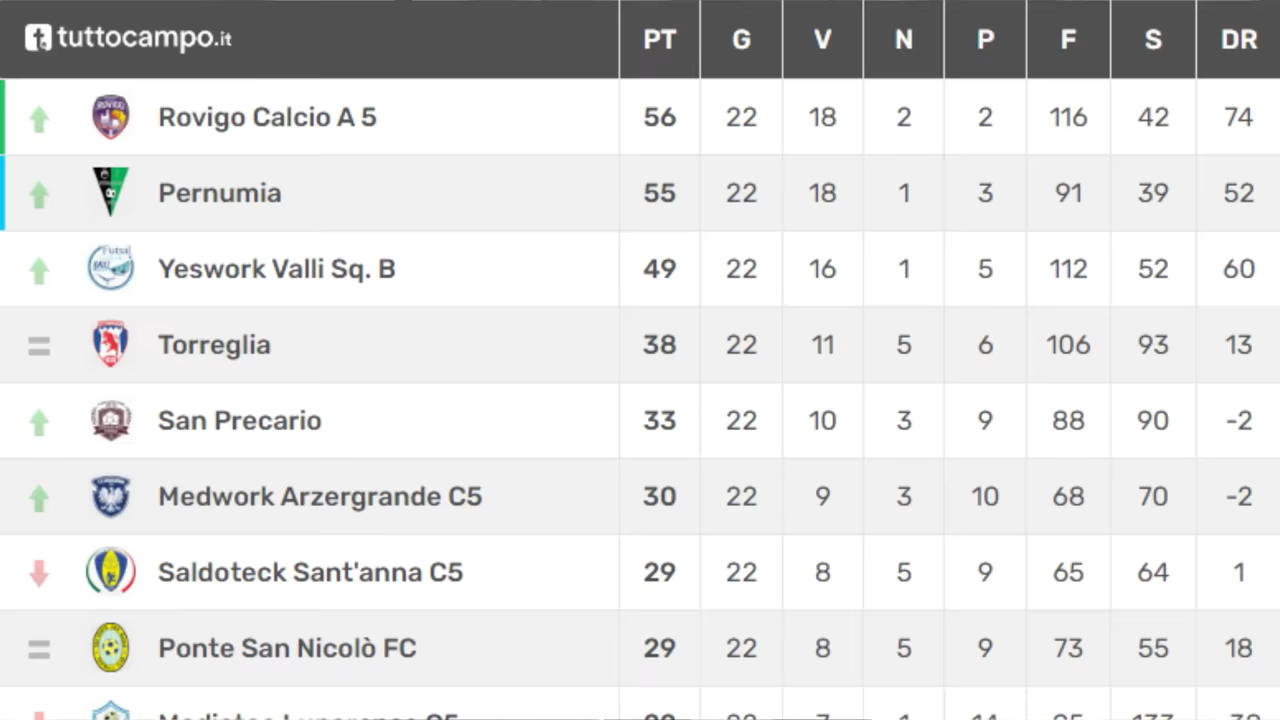 tuttocampo.it PT G V N P F S DR
Rovigo Calcio A 5 56 22 18 2 2 116 42 74
Pernumia 55 22 18 1 3 91 39 52
Yeswork Valli Sq. B 49 22 16 1 5 112 52 60
Torreglia 38 22 11 5 6 106 93 13
San Precario 33 22 10 3 9 88 90 -2
Medwork Arzergrande C5 30 22 9 3 10 68 70 -2
Saldoteck Sant'anna C5 29 22 8 5 9 65 64 1
Ponte San Nicolò FC 29 22 8 5 9 73 55 18